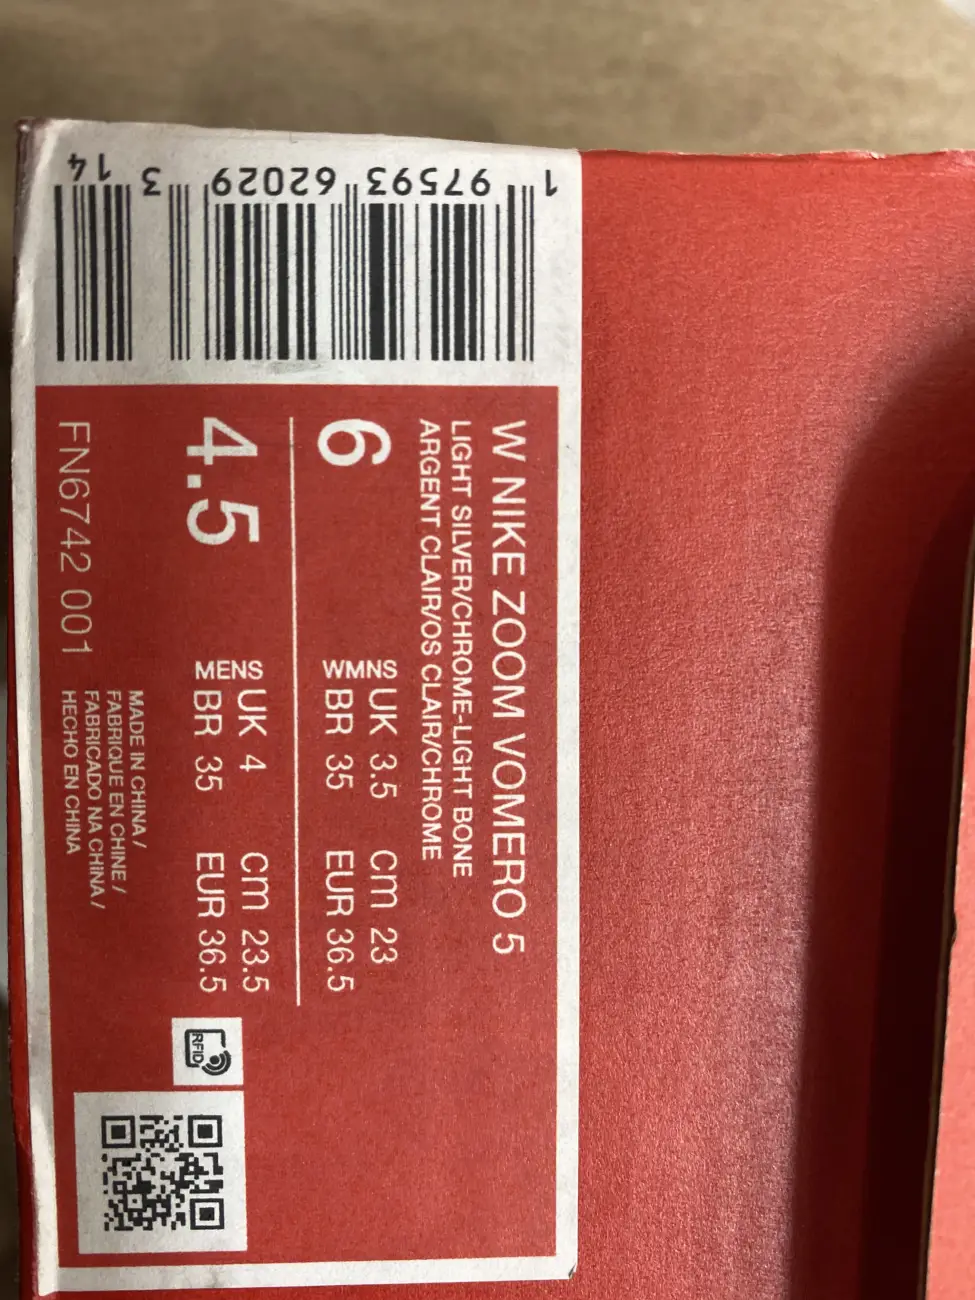 W NIKE ZOOM VOMERO 5
LIGHT SILVER/CHROME-LIGHT BONE
ARGENT CLAIR/OS CLAIR/CHROME
6
WMNS
UK 3.5 cm 23
BR 35 EUR 36.5
4.5
MENS
UK 4 cm 23.5
BR 35 EUR 36.5
FN6742 001
MADE IN CHINA /
FABRIQUE EN CHINE /
FABRICADO NA CHINA /
HECHO EN CHINA
RFID
1 97593 62029 3 14